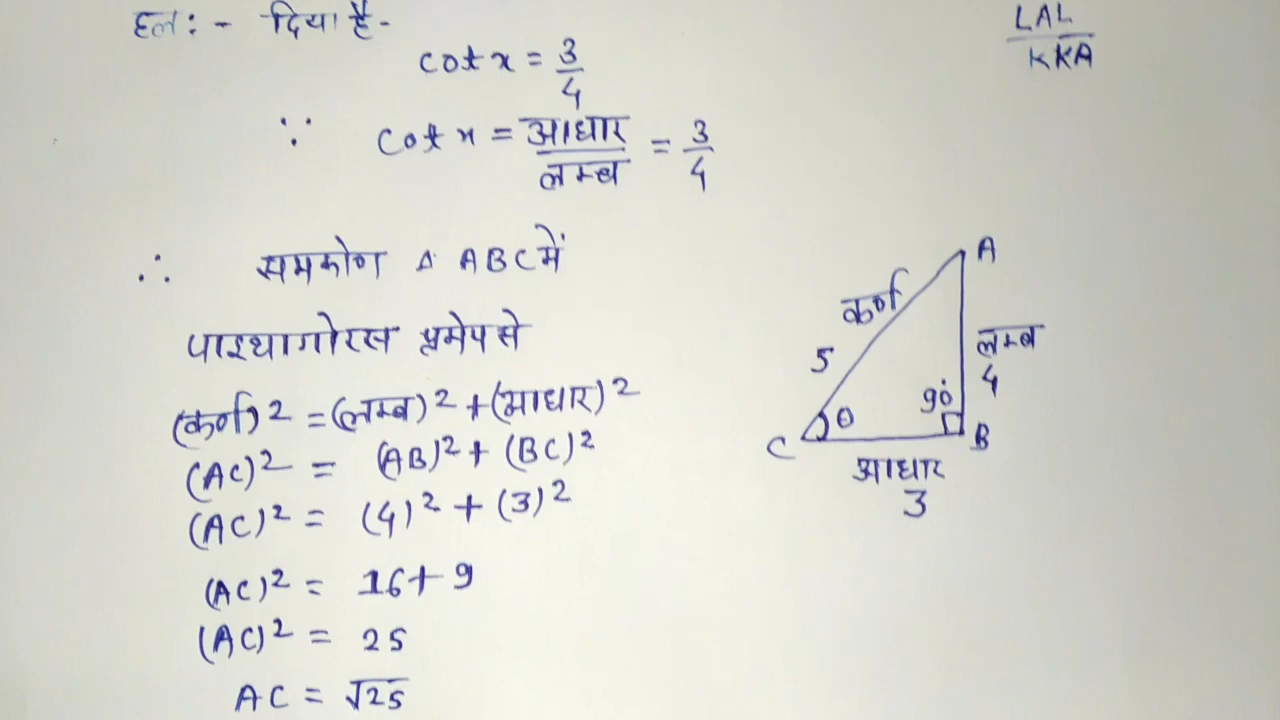 हल : - दिया है -
cot x = 3/4
∵ cot x = आधार/लम्ब = 3/4
∴ समकोण Δ ABC में
पाइथागोरस प्रमेय से
(कर्ण)2 = (लम्ब)2 + (आधार)2
(AC)2 = (AB)2 + (BC)2
(AC)2 = (4)2 + (3)2
(AC)2 = 16 + 9
(AC)2 = 25
AC = √25
LAL
KKA
A
कर्ण
लम्ब
5
4
90°
θ
C
B
आधार
3